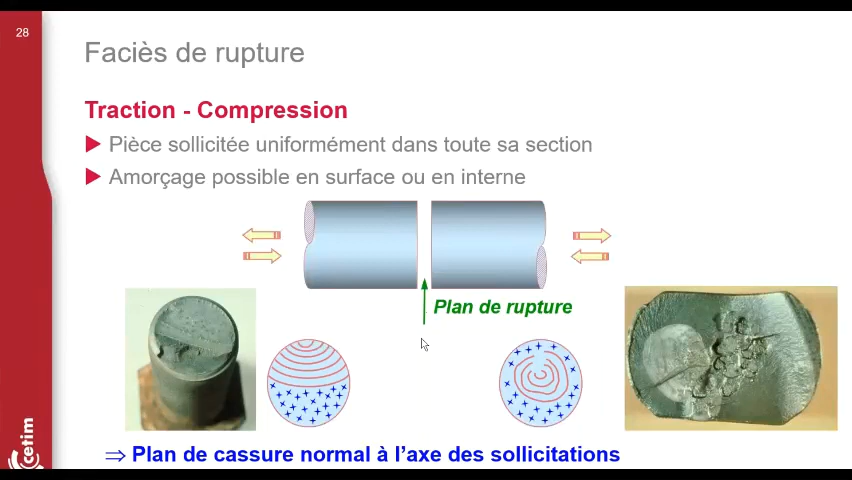 28
Faciès de rupture
Traction - Compression
Pièce sollicitée uniformément dans toute sa section
Amorçage possible en surface ou en interne
Plan de rupture
⇒ Plan de cassure normal à l'axe des sollicitations
cetim